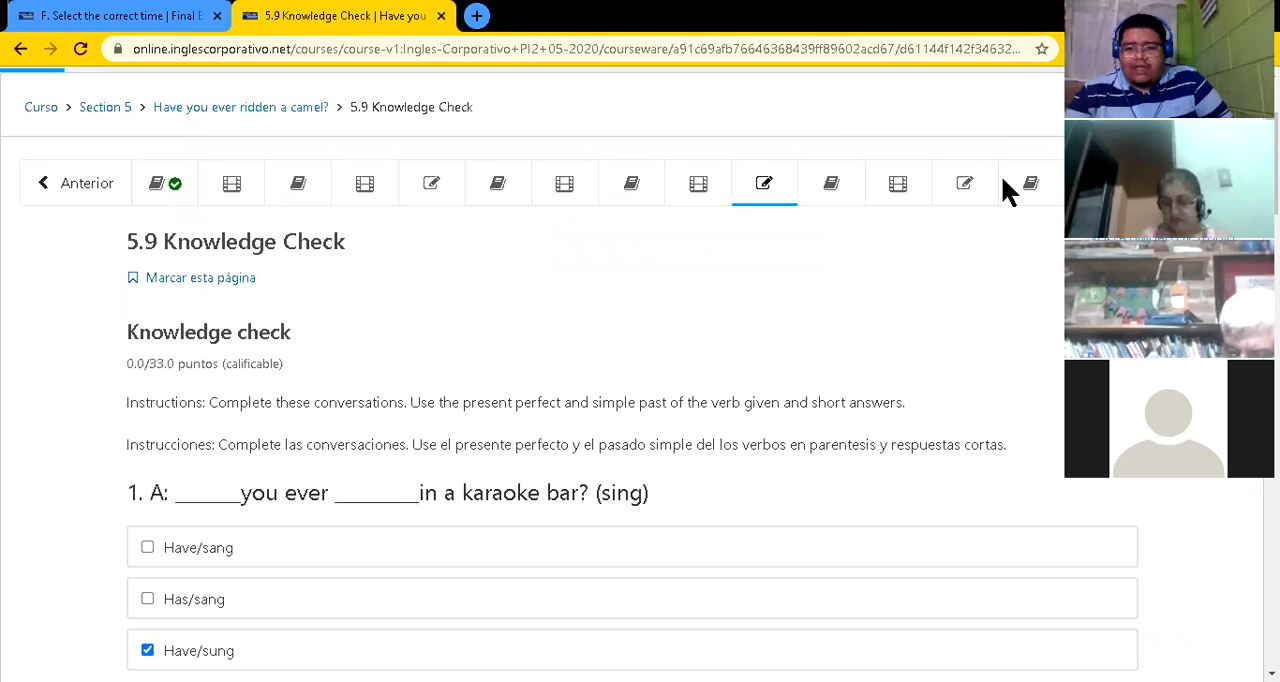 F. Select the correct time | Final E
5.9 Knowledge Check | Have you
online.inglescorporativo.net/courses/course-v1:Ingles-Corporativo+PI2+05-2020/courseware/a91c69afb76646368439ff89602acd67/d61144f142f34632...
Curso > Section 5 > Have you ever ridden a camel? > 5.9 Knowledge Check
Anterior
5.9 Knowledge Check
Marcar esta página
Knowledge check
0.0/33.0 puntos (calificable)
Instructions: Complete these conversations. Use the present perfect and simple past of the verb given and short answers.
Instrucciones: Complete las conversaciones. Use el presente perfecto y el pasado simple del los verbos en parentesis y respuestas cortas.
1. A: ______you ever ________in a karaoke bar? (sing)
Have/sang
Has/sang
Have/sung